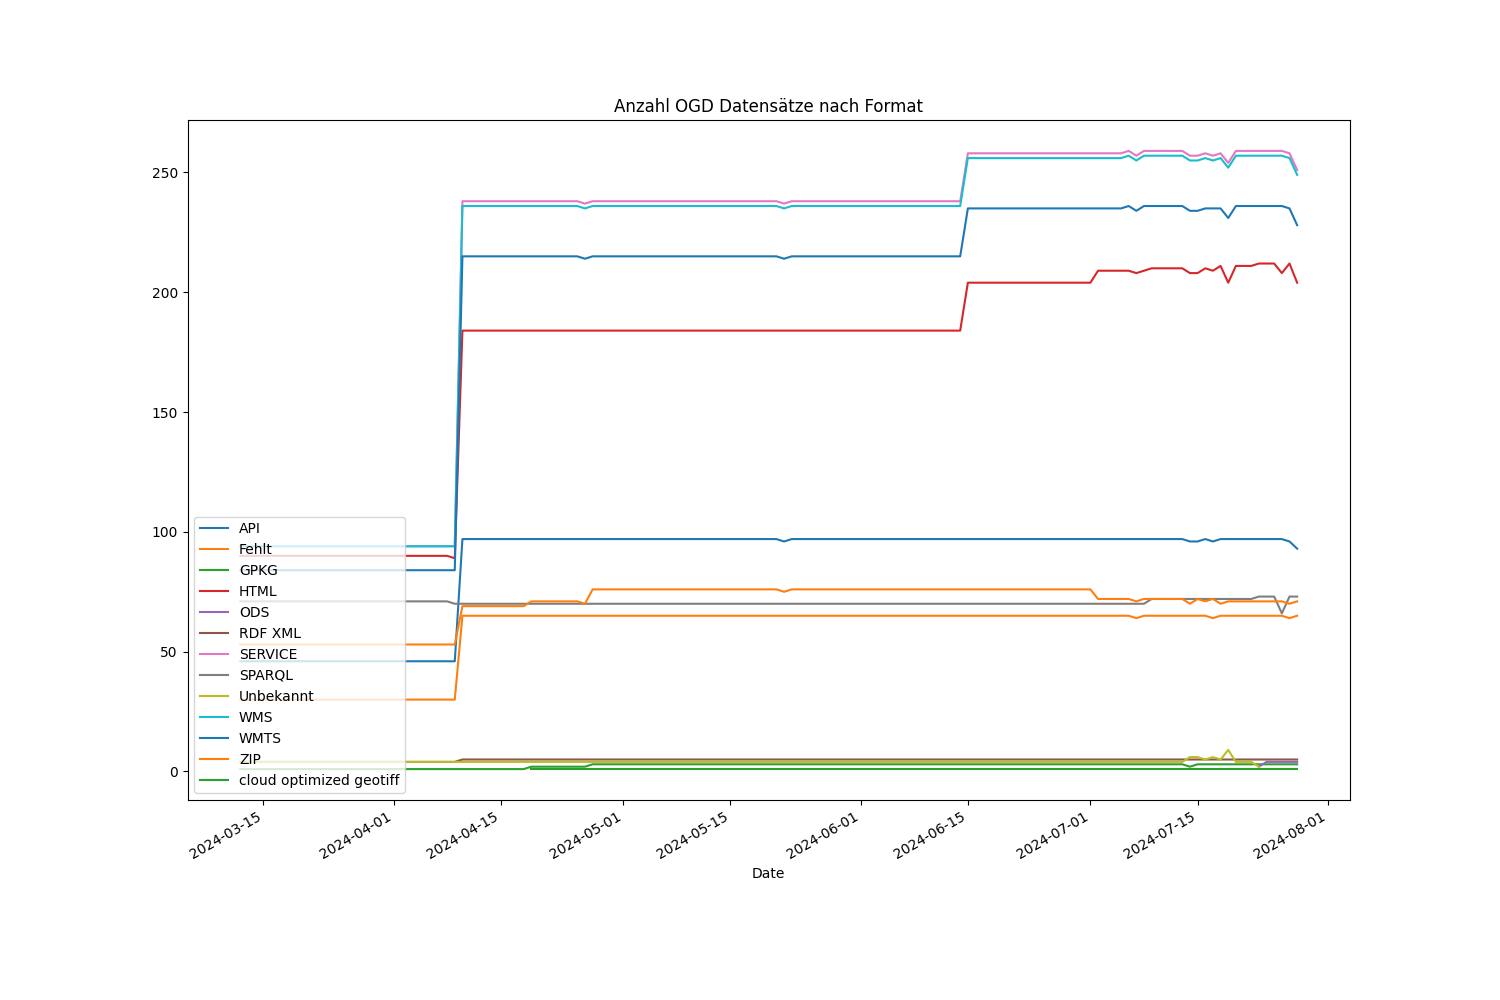 Anzahl OGD Datensätze nach Format
250
200
150
100
50
0
API
Fehlt
GPKG
HTML
ODS
RDF XML
SERVICE
SPARQL
Unbekannt
WMS
WMTS
ZIP
cloud optimized geotiff
2024-03-15
2024-04-01
2024-04-15
2024-05-01
2024-05-15
2024-06-01
2024-06-15
2024-07-01
2024-07-15
2024-08-01
Date